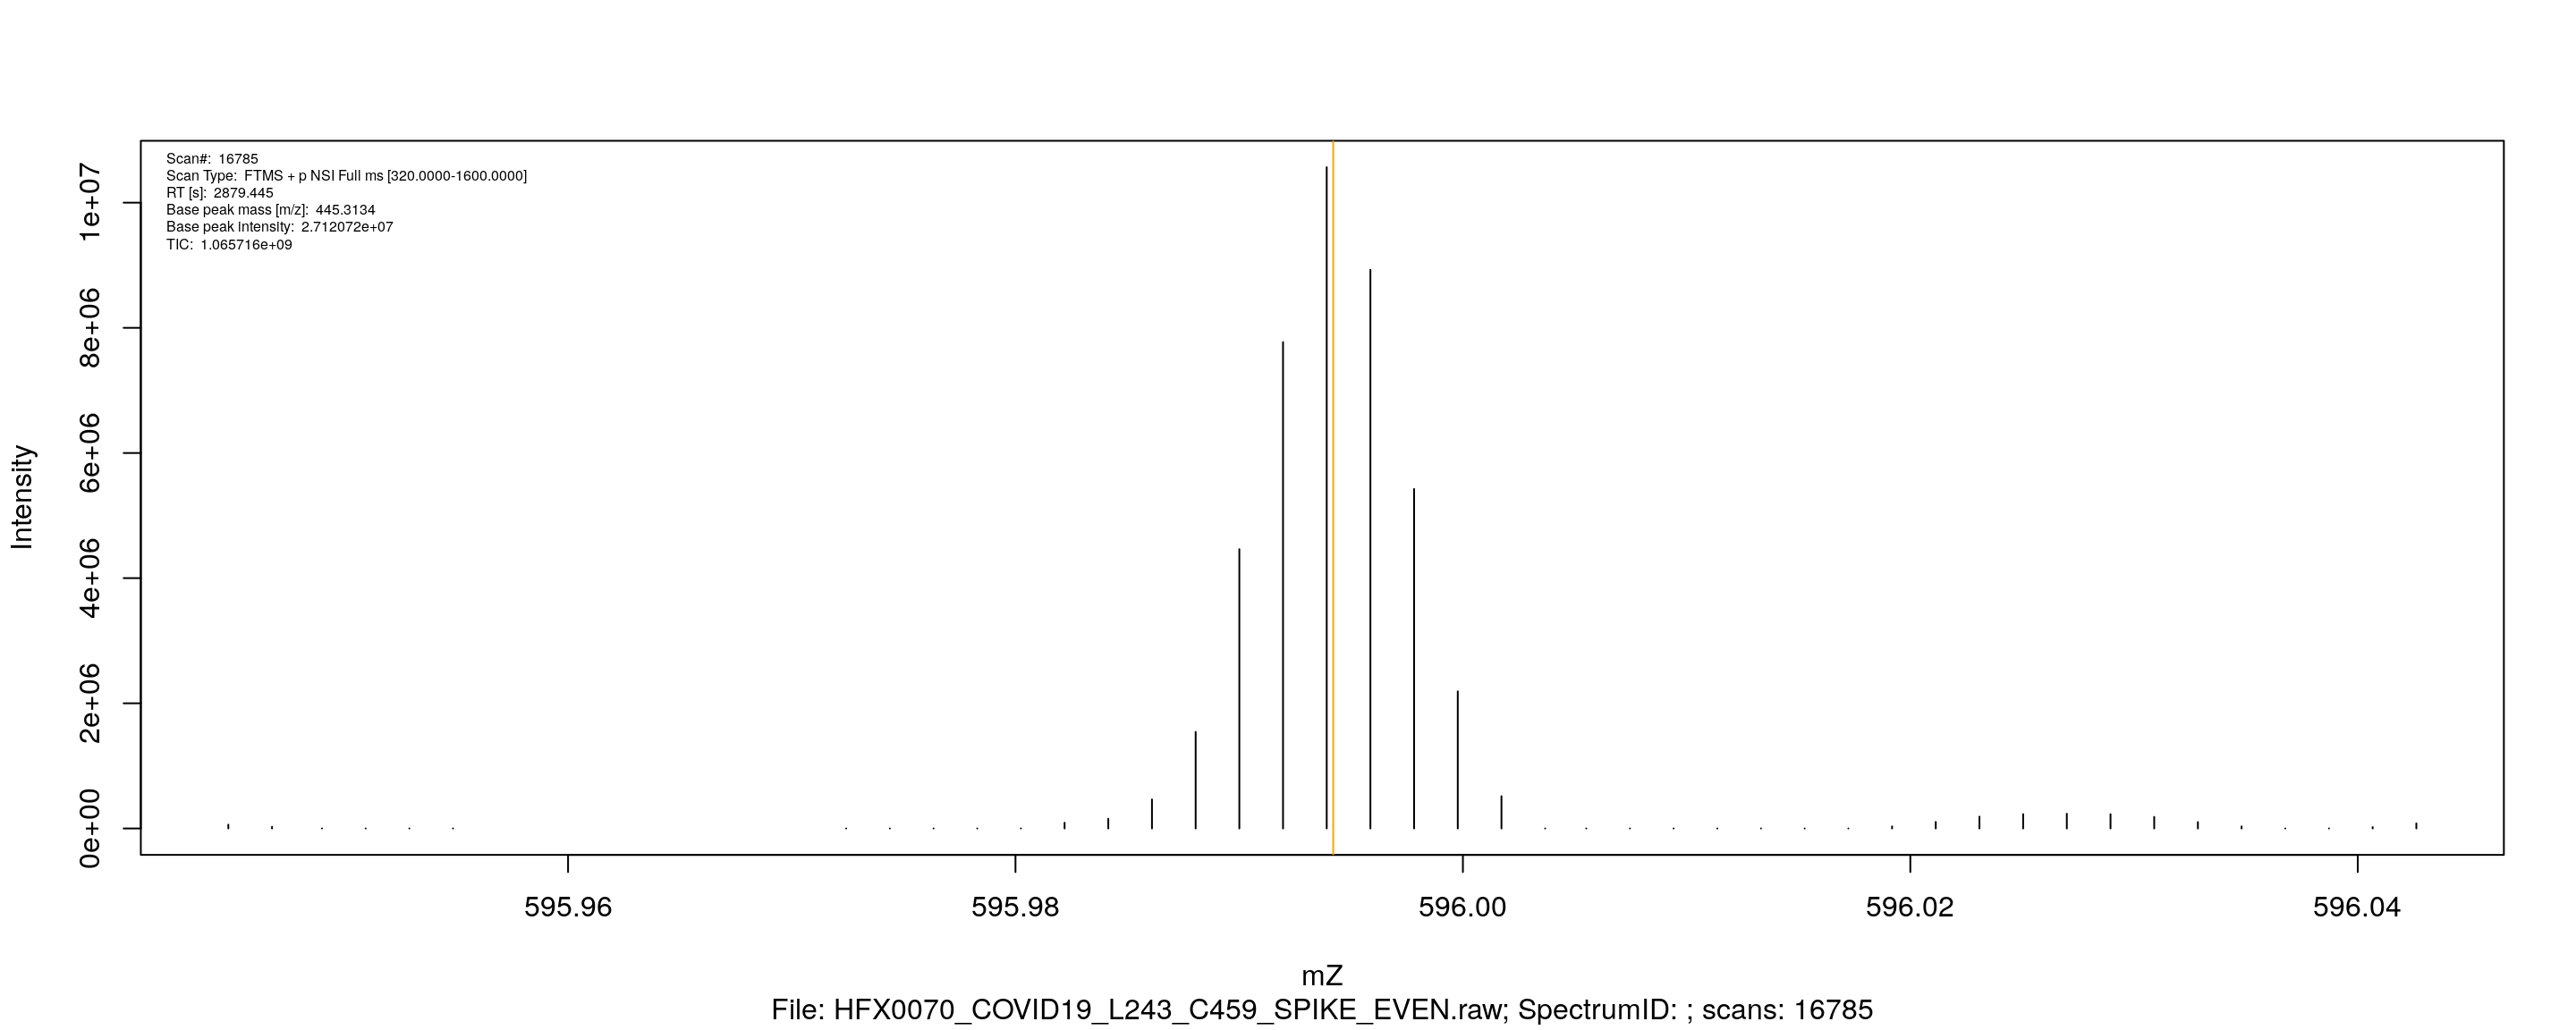 Scan#: 16785
Scan Type: FTMS + p NSI Full ms [320.0000-1600.0000]
RT [s]: 2879.445
Base peak mass [m/z]: 445.3134
Base peak intensity: 2.712072e+07
TIC: 1.065716e+09
1e+07
8e+06
6e+06
4e+06
2e+06
0e+00
Intensity
595.96 595.98 596.00 596.02 596.04
mZ
File: HFX0070_COVID19_L243_C459_SPIKE_EVEN.raw; SpectrumID: ; scans: 16785